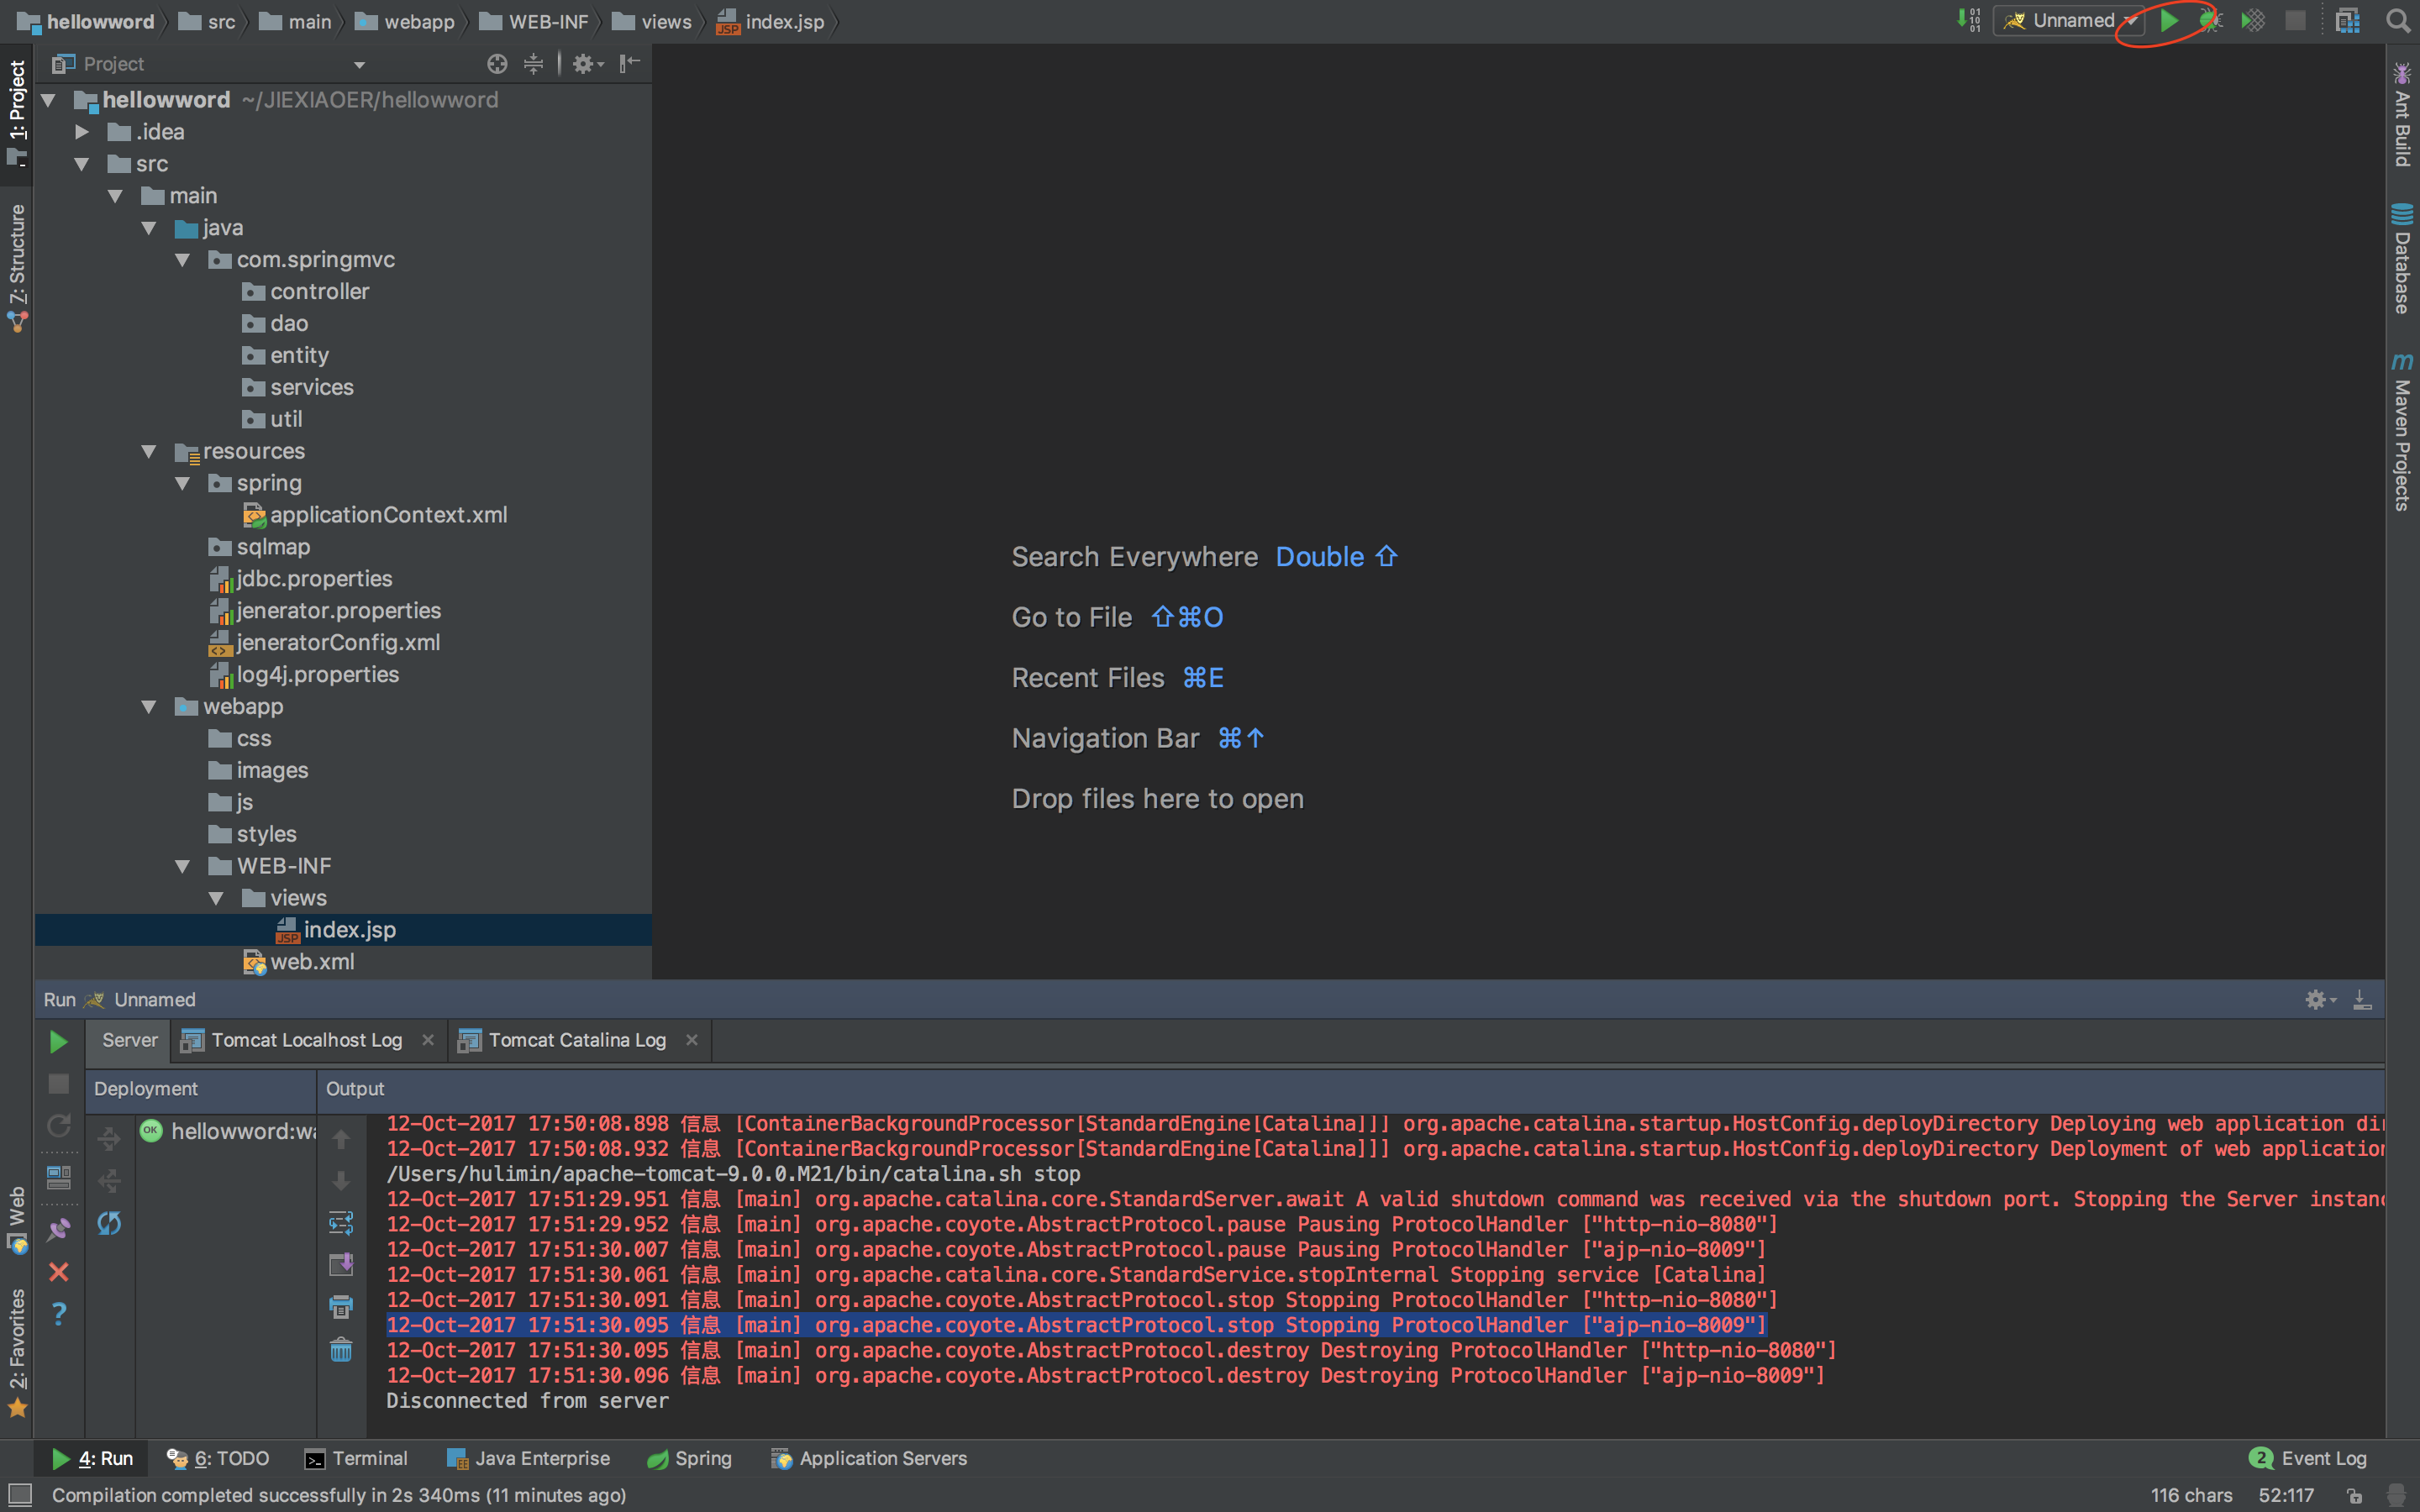 hellowword src main webapp WEB-INF views index.jsp
Unnamed
Project
hellowword ~/JIEXIAOER/hellowword
.idea
src
main
java
com.springmvc
controller
dao
entity
services
util
resources
spring
applicationContext.xml
sqlmap
jdbc.properties
jenerator.properties
jeneratorConfig.xml
log4j.properties
webapp
css
images
js
styles
WEB-INF
views
index.jsp
web.xml
1: Project
7: Structure
Web
2: Favorites
Search Everywhere Double ⇧
Go to File ⇧⌘O
Recent Files ⌘E
Navigation Bar ⌘↑
Drop files here to open
Ant Build
Database
Maven Projects
Run Unnamed
Server Tomcat Localhost Log Tomcat Catalina Log
Deployment Output
hellowword:wa
12-Oct-2017 17:50:08.898 信息 [ContainerBackgroundProcessor[StandardEngine[Catalina]]] org.apache.catalina.startup.HostConfig.deployDirectory Deploying web application di
12-Oct-2017 17:50:08.932 信息 [ContainerBackgroundProcessor[StandardEngine[Catalina]]] org.apache.catalina.startup.HostConfig.deployDirectory Deployment of web application
/Users/hulimin/apache-tomcat-9.0.0.M21/bin/catalina.sh stop
12-Oct-2017 17:51:29.951 信息 [main] org.apache.catalina.core.StandardServer.await A valid shutdown command was received via the shutdown port. Stopping the Server instanc
12-Oct-2017 17:51:29.952 信息 [main] org.apache.coyote.AbstractProtocol.pause Pausing ProtocolHandler ["http-nio-8080"]
12-Oct-2017 17:51:30.007 信息 [main] org.apache.coyote.AbstractProtocol.pause Pausing ProtocolHandler ["ajp-nio-8009"]
12-Oct-2017 17:51:30.061 信息 [main] org.apache.catalina.core.StandardService.stopInternal Stopping service [Catalina]
12-Oct-2017 17:51:30.091 信息 [main] org.apache.coyote.AbstractProtocol.stop Stopping ProtocolHandler ["http-nio-8080"]
12-Oct-2017 17:51:30.095 信息 [main] org.apache.coyote.AbstractProtocol.stop Stopping ProtocolHandler ["ajp-nio-8009"]
12-Oct-2017 17:51:30.095 信息 [main] org.apache.coyote.AbstractProtocol.destroy Destroying ProtocolHandler ["http-nio-8080"]
12-Oct-2017 17:51:30.096 信息 [main] org.apache.coyote.AbstractProtocol.destroy Destroying ProtocolHandler ["ajp-nio-8009"]
Disconnected from server
4: Run 6: TODO Terminal Java Enterprise Spring Application Servers 2 Event Log
Compilation completed successfully in 2s 340ms (11 minutes ago) 116 chars 52:117